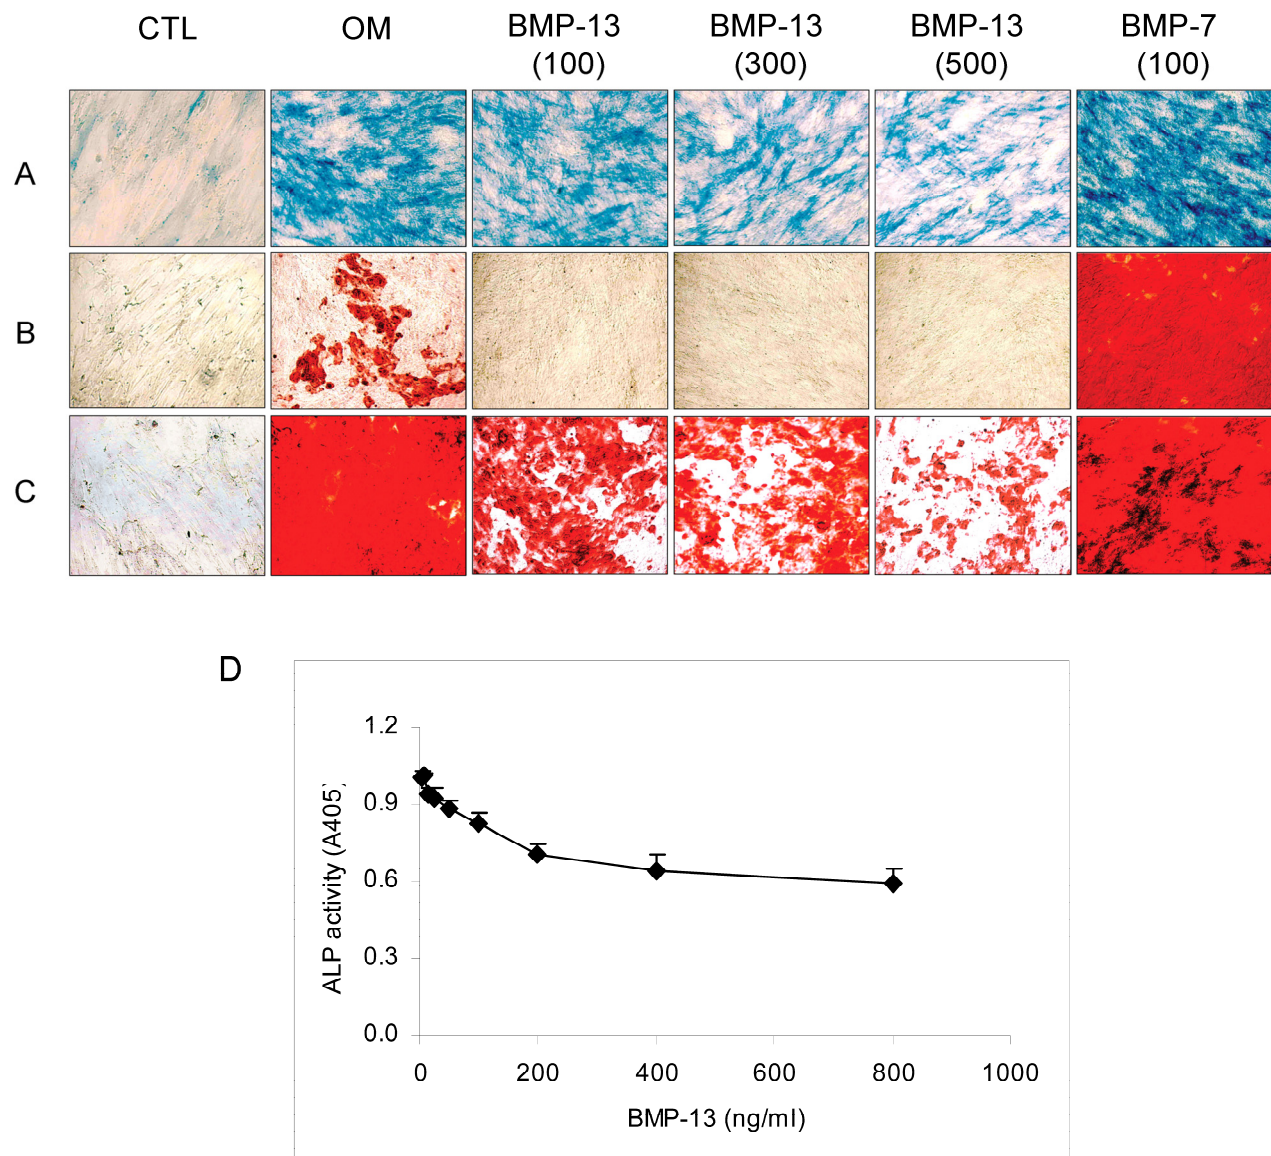 CTL OM BMP-13 BMP-13 BMP-13 BMP-7
(100) (300) (500) (100)
A
B
C
D
1.2
0.9
0.6
0.3
0.0
ALP activity (A405)
0 200 400 600 800 1000
BMP-13 (ng/ml)